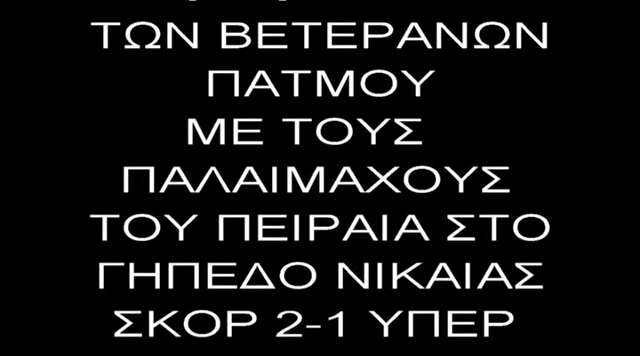 ΤΩΝ ΒΕΤΕΡΑΝΩΝ
ΠΑΤΜΟΥ
ΜΕ ΤΟΥΣ
ΠΑΛΑΙΜΑΧΟΥΣ
ΤΟΥ ΠΕΙΡΑΙΑ ΣΤΟ
ΓΗΠΕΔΟ ΝΙΚΑΙΑΣ
ΣΚΟΡ 2-1 ΥΠΕΡ